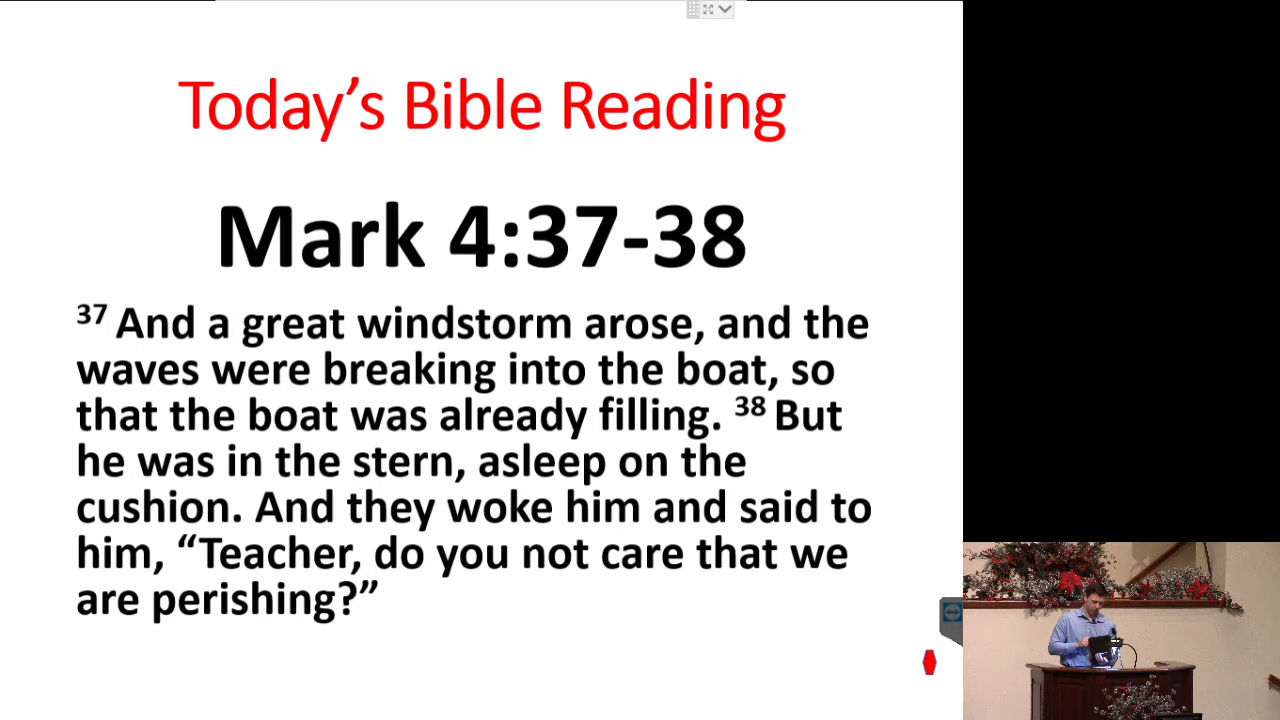 Today’s Bible Reading
Mark 4:37-38
37 And a great windstorm arose, and the
waves were breaking into the boat, so
that the boat was already filling. 38 But
he was in the stern, asleep on the
cushion. And they woke him and said to
him, “Teacher, do you not care that we
are perishing?”